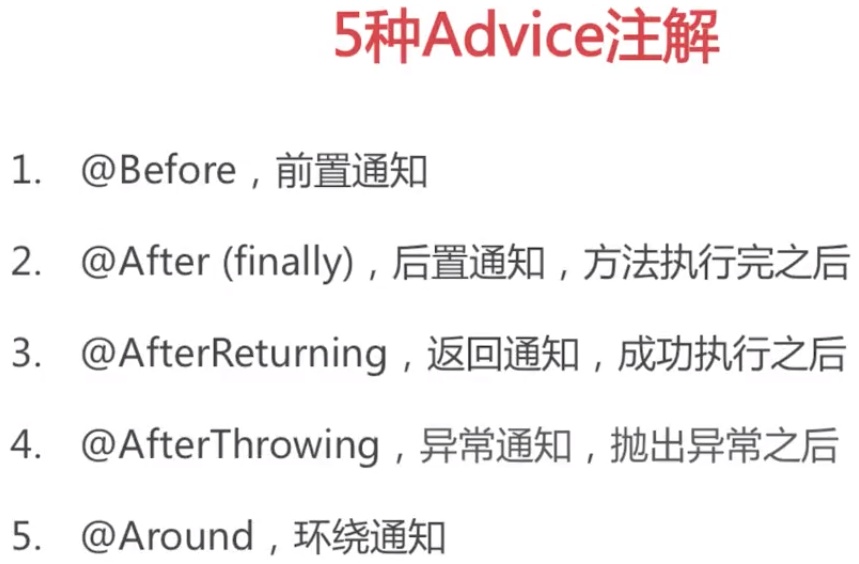 5种Advice注解
1. @Before，前置通知
2. @After (finally)，后置通知，方法执行完之后
3. @AfterReturning，返回通知，成功执行之后
4. @AfterThrowing，异常通知，抛出异常之后
5. @Around，环绕通知